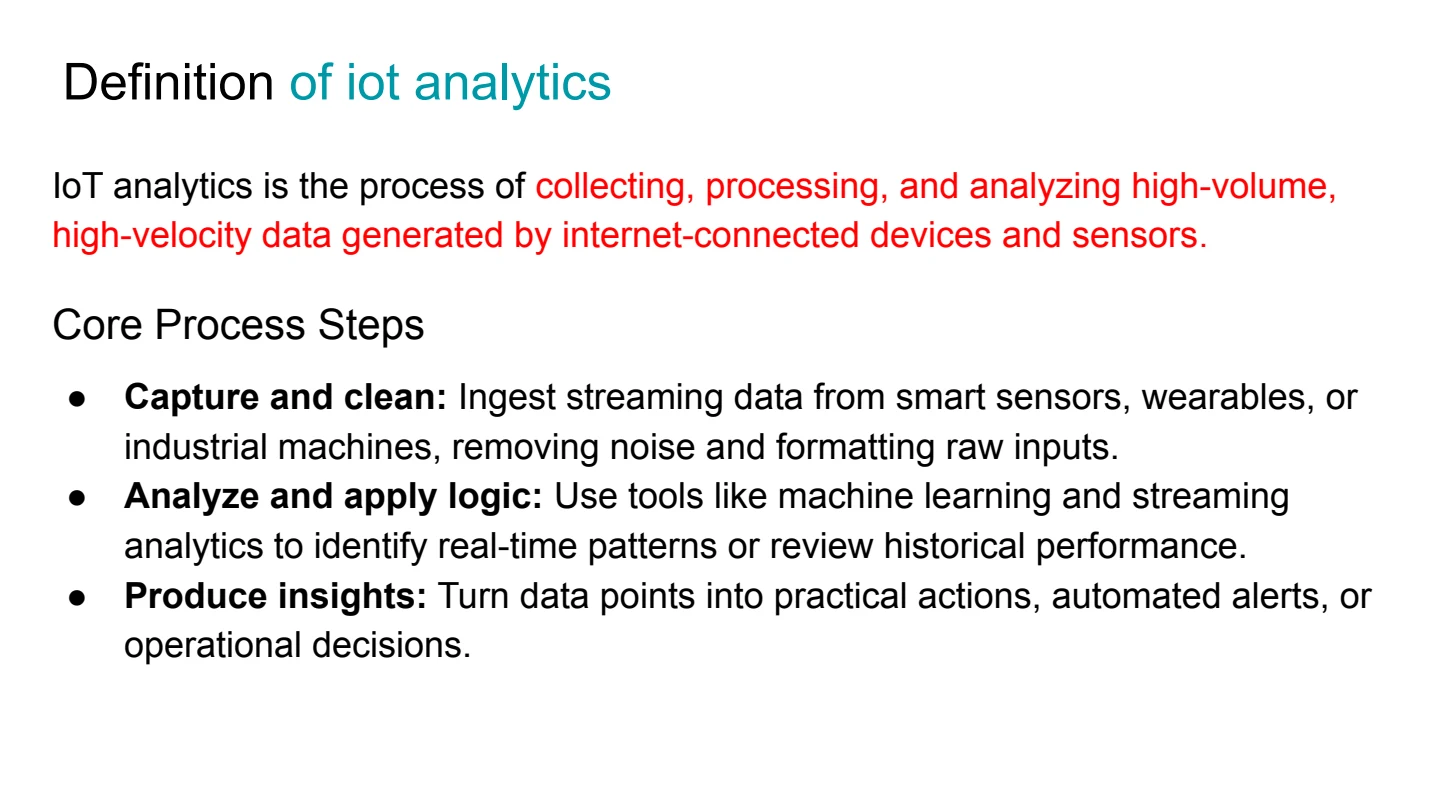 Definition of iot analytics
IoT analytics is the process of collecting, processing, and analyzing high-volume,
high-velocity data generated by internet-connected devices and sensors.
Core Process Steps
● Capture and clean: Ingest streaming data from smart sensors, wearables, or
industrial machines, removing noise and formatting raw inputs.
● Analyze and apply logic: Use tools like machine learning and streaming
analytics to identify real-time patterns or review historical performance.
● Produce insights: Turn data points into practical actions, automated alerts, or
operational decisions.